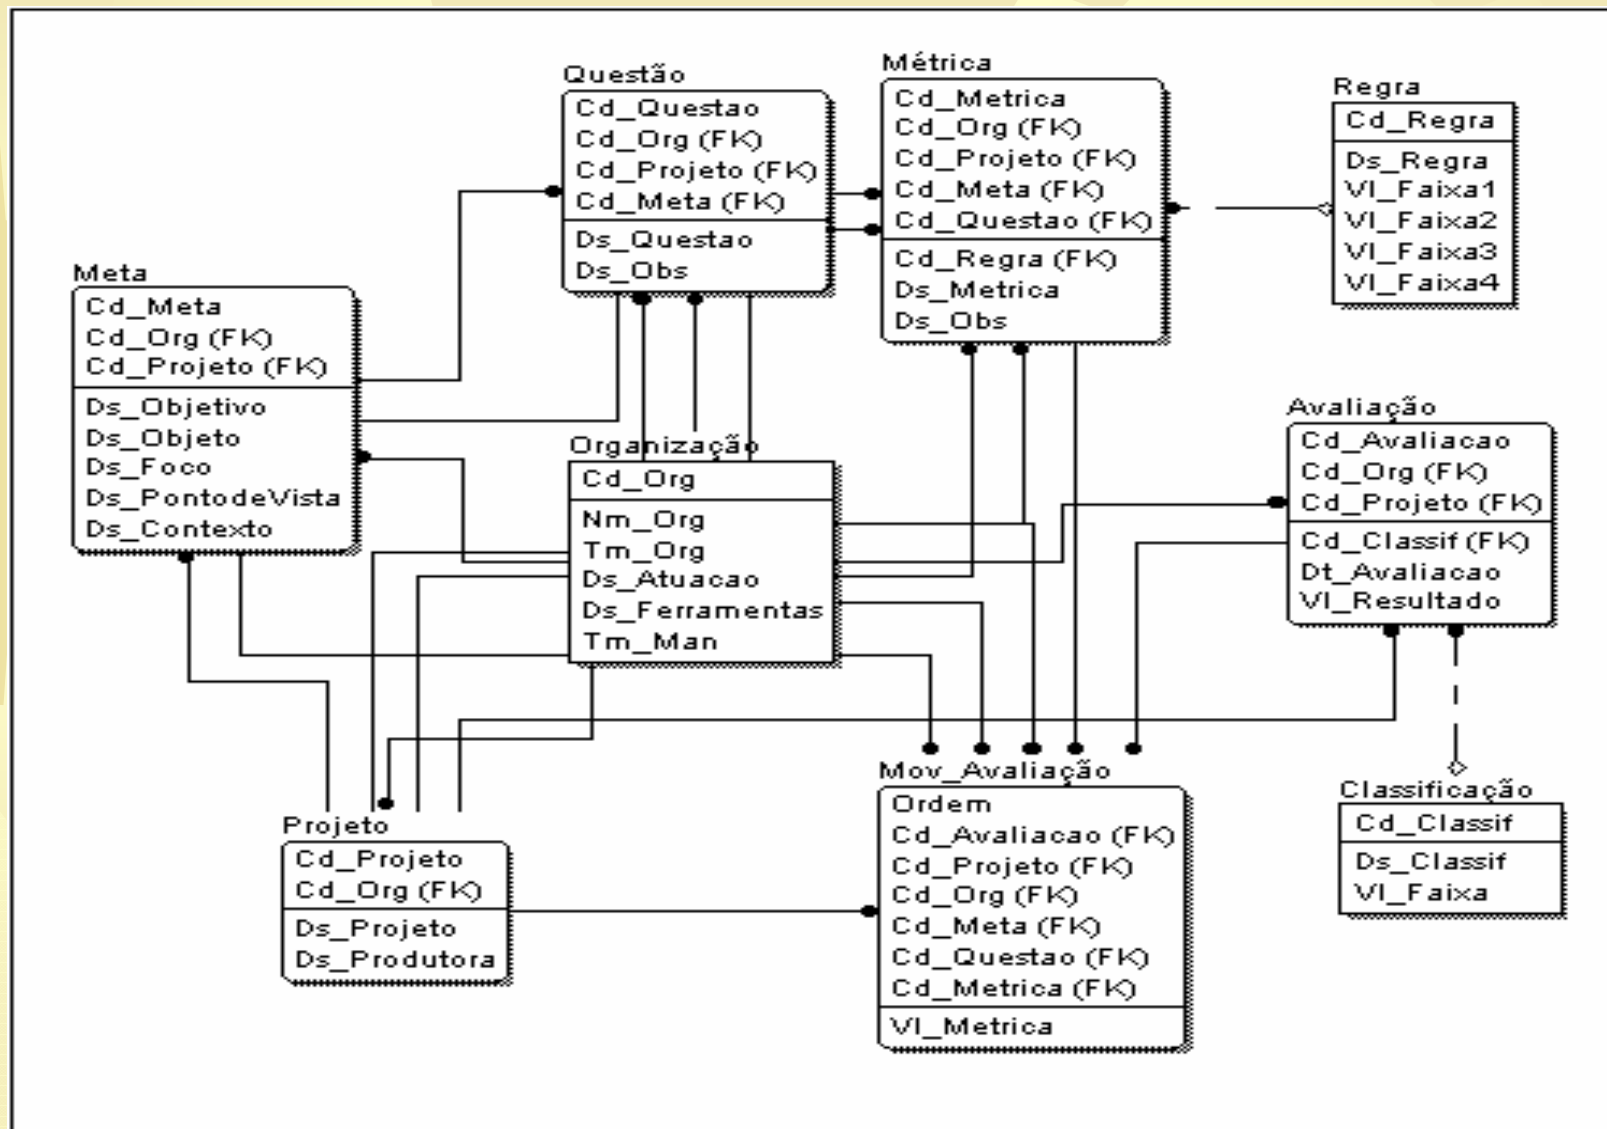 Questão
Cd_Questao
Cd_Org (FK)
Cd_Projeto (FK)
Cd_Meta (FK)
Ds_Questao
Ds_Obs
Métrica
Cd_Metrica
Cd_Org (FK)
Cd_Projeto (FK)
Cd_Meta (FK)
Cd_Questao (FK)
Cd_Regra (FK)
Ds_Metrica
Ds_Obs
Regra
Cd_Regra
Ds_Regra
Vl_Faixa1
Vl_Faixa2
Vl_Faixa3
Vl_Faixa4
Meta
Cd_Meta
Cd_Org (FK)
Cd_Projeto (FK)
Ds_Objetivo
Ds_Objeto
Ds_Foco
Ds_PontodeVista
Ds_Contexto
Organização
Cd_Org
Nm_Org
Tm_Org
Ds_Atuacao
Ds_Ferramentas
Tm_Man
Avaliação
Cd_Avaliacao
Cd_Org (FK)
Cd_Projeto (FK)
Cd_Classif (FK)
Dt_Avaliacao
Vl_Resultado
Projeto
Cd_Projeto
Cd_Org (FK)
Ds_Projeto
Ds_Produtora
Mov_Avaliação
Ordem
Cd_Avaliacao (FK)
Cd_Projeto (FK)
Cd_Org (FK)
Cd_Meta (FK)
Cd_Questao (FK)
Cd_Metrica (FK)
Vl_Metrica
Classificação
Cd_Classif
Ds_Classif
Vl_Faixa